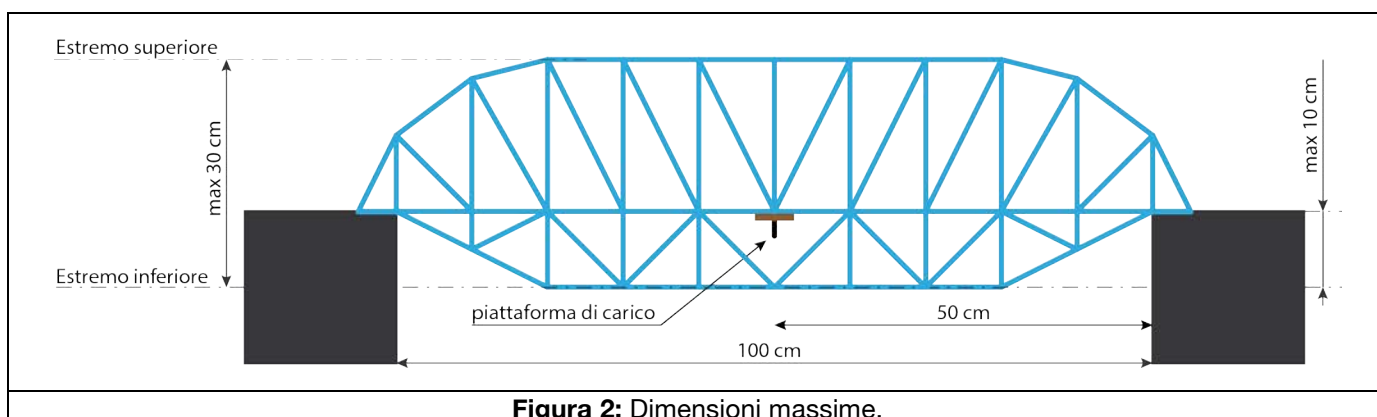 Estremo superiore
max 30 cm
max 10 cm
Estremo inferiore
piattaforma di carico
50 cm
100 cm
Figura 2: Dimensioni massime.